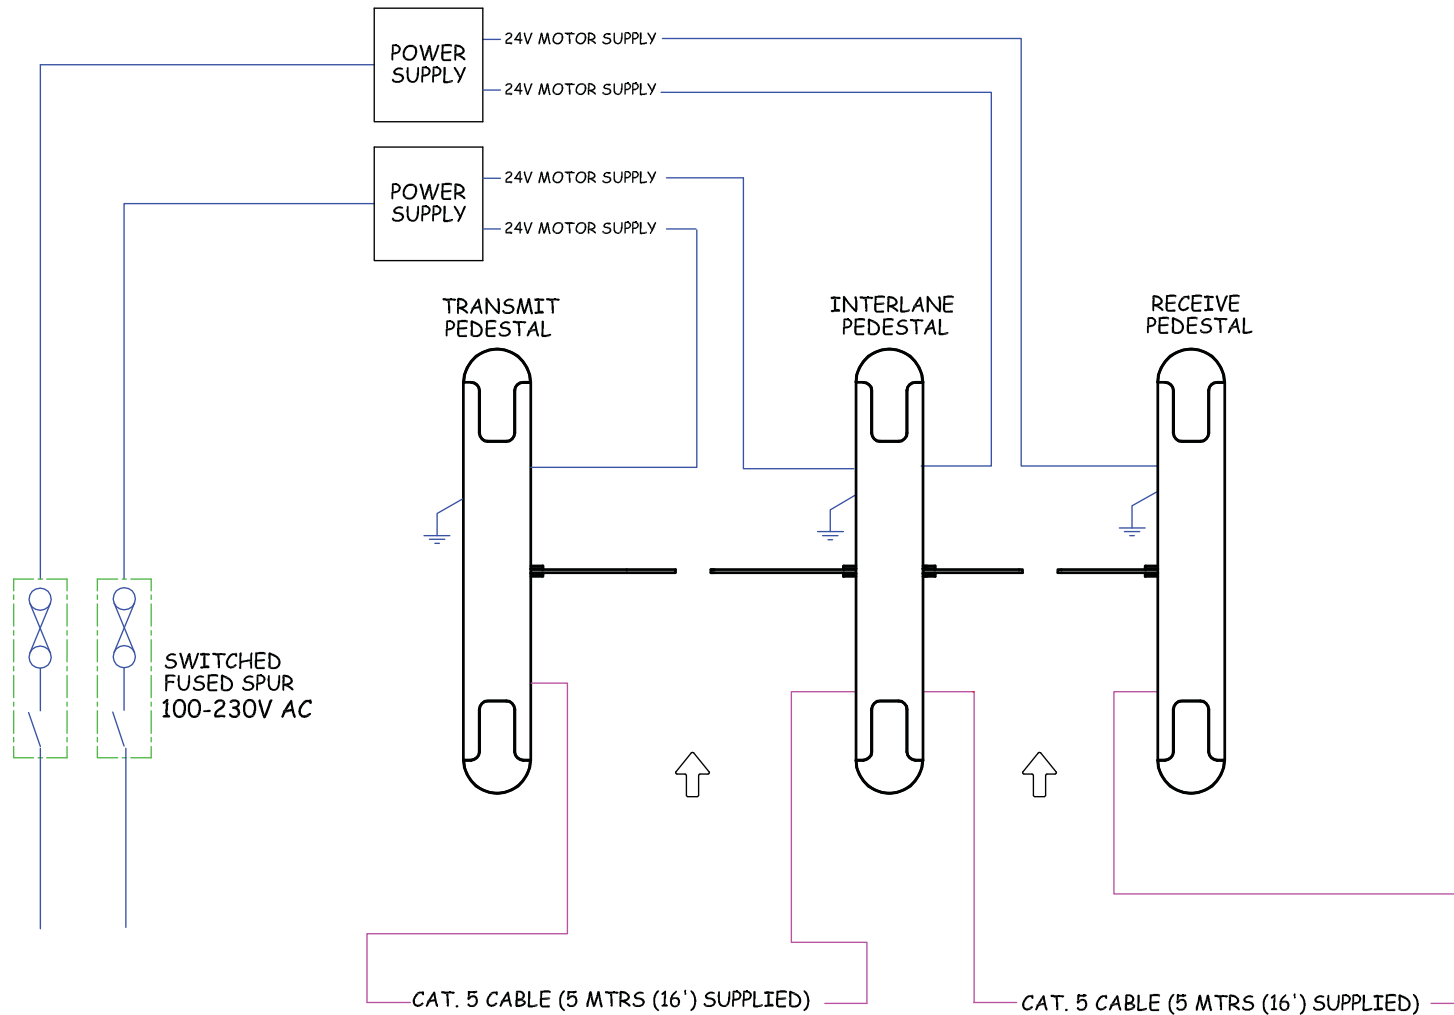 POWER
SUPPLY
24V MOTOR SUPPLY
24V MOTOR SUPPLY
POWER
SUPPLY
24V MOTOR SUPPLY
24V MOTOR SUPPLY
TRANSMIT
PEDESTAL
INTERLANE
PEDESTAL
RECEIVE
PEDESTAL
SWITCHED
FUSED SPUR
100-230V AC
CAT. 5 CABLE (5 MTRS (16') SUPPLIED)
CAT. 5 CABLE (5 MTRS (16') SUPPLIED)